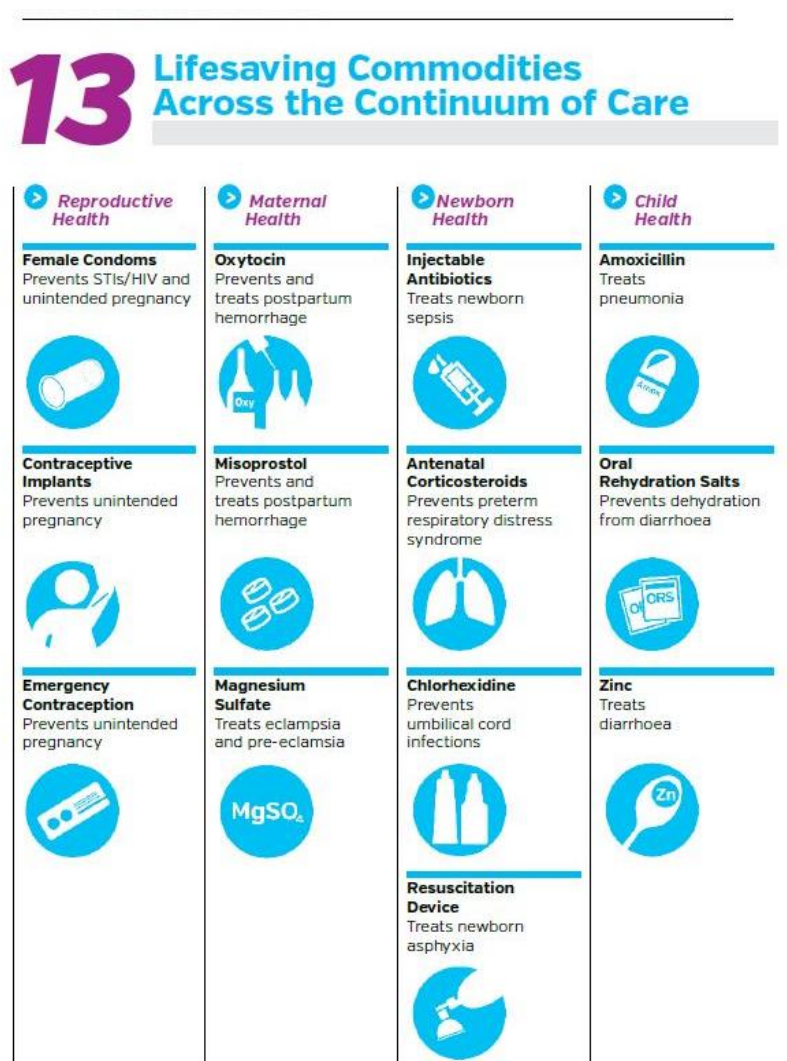 13 Lifesaving Commodities
Across the Continuum of Care
Reproductive
Health
Female Condoms
Prevents STIs/HIV and
unintended pregnancy
Contraceptive
Implants
Prevents unintended
pregnancy
Emergency
Contraception
Prevents unintended
pregnancy
Maternal
Health
Oxytocin
Prevents and
treats postpartum
hemorrhage
Oxy
Misoprostol
Prevents and
treats postpartum
hemorrhage
Magnesium
Sulfate
Treats eclampsia
and pre-eclamsia
MgSO4
Newborn
Health
Injectable
Antibiotics
Treats newborn
sepsis
Antenatal
Corticosteroids
Prevents preterm
respiratory distress
syndrome
Chlorhexidine
Prevents
umbilical cord
infections
Resuscitation
Device
Treats newborn
asphyxia
Child
Health
Amoxicillin
Treats
pneumonia
Amox
Oral
Rehydration Salts
Prevents dehydration
from diarrhoea
ORS
Zinc
Treats
diarrhoea
Zn